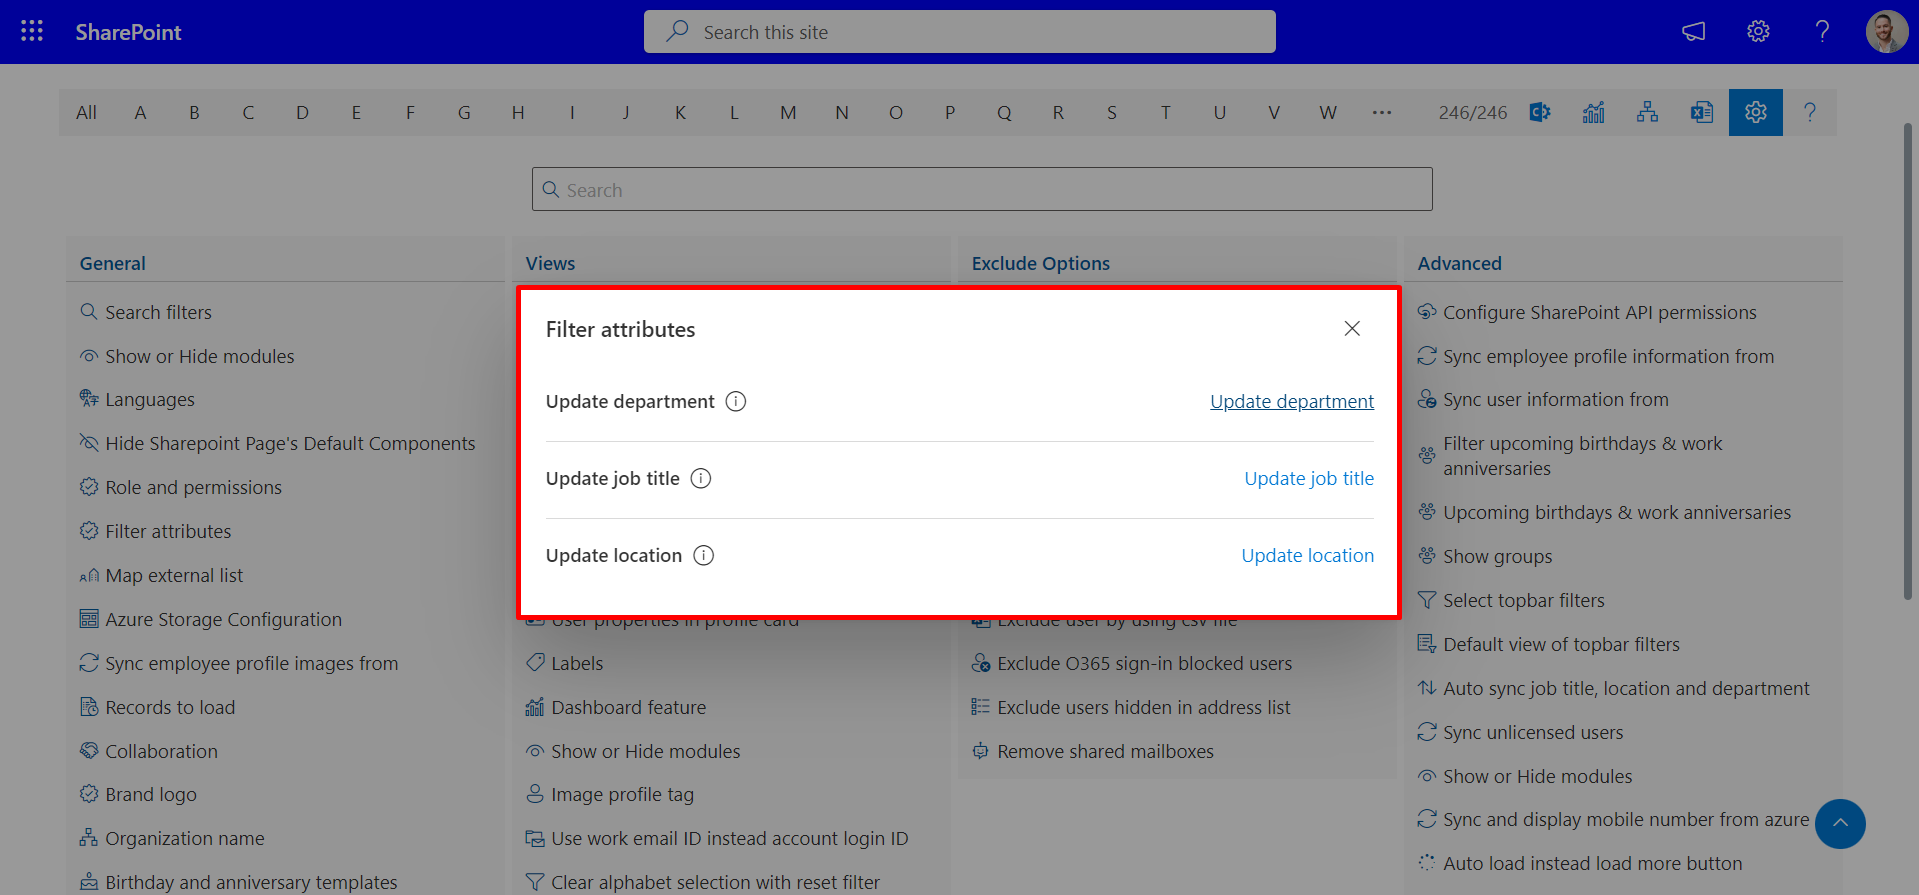 SharePoint
Search this site
All A B C D E F G H I J K L M N O P Q R S T U V W ··· 246/246
Search
General
Search filters
Show or Hide modules
Languages
Hide Sharepoint Page's Default Components
Role and permissions
Filter attributes
Map external list
Azure Storage Configuration
Sync employee profile images from
Records to load
Collaboration
Brand logo
Organization name
Birthday and anniversary templates
Views
Filter attributes
Update department Update department
Update job title Update job title
Update location Update location
User properties in profile card
Labels
Dashboard feature
Show or Hide modules
Image profile tag
Use work email ID instead account login ID
Clear alphabet selection with reset filter
Exclude Options
Exclude user by using csv file
Exclude O365 sign-in blocked users
Exclude users hidden in address list
Remove shared mailboxes
Advanced
Configure SharePoint API permissions
Sync employee profile information from
Sync user information from
Filter upcoming birthdays & work
anniversaries
Upcoming birthdays & work anniversaries
Show groups
Select topbar filters
Default view of topbar filters
Auto sync job title, location and department
Sync unlicensed users
Show or Hide modules
Sync and display mobile number from azure
Auto load instead load more button